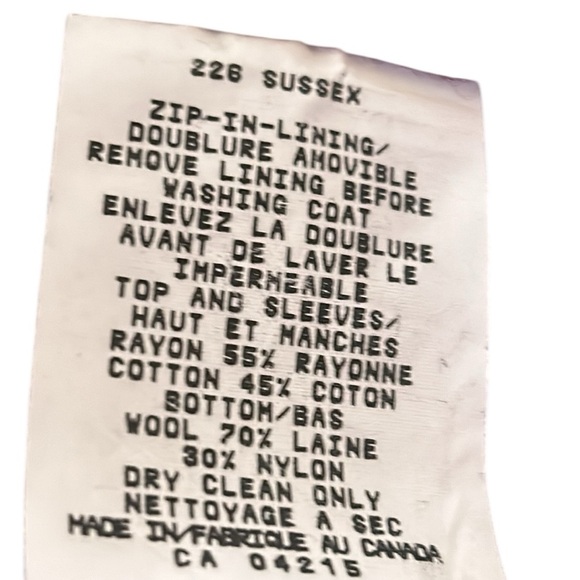 226 SUSSEX
ZIP-IN-LINING/
DOUBLURE AMOVIBLE
REMOVE LINING BEFORE
WASHING COAT
ENLEVEZ LA DOUBLURE
AVANT DE LAVER LE
IMPERMEABLE
TOP AND SLEEVES/
HAUT ET MANCHES
RAYON 55% RAYONNE
COTTON 45% COTON
BOTTOM/BAS
WOOL 70% LAINE
30% NYLON
DRY CLEAN ONLY
NETTOYAGE A SEC
MADE IN/FABRIQUE AU CANADA
CA 04215